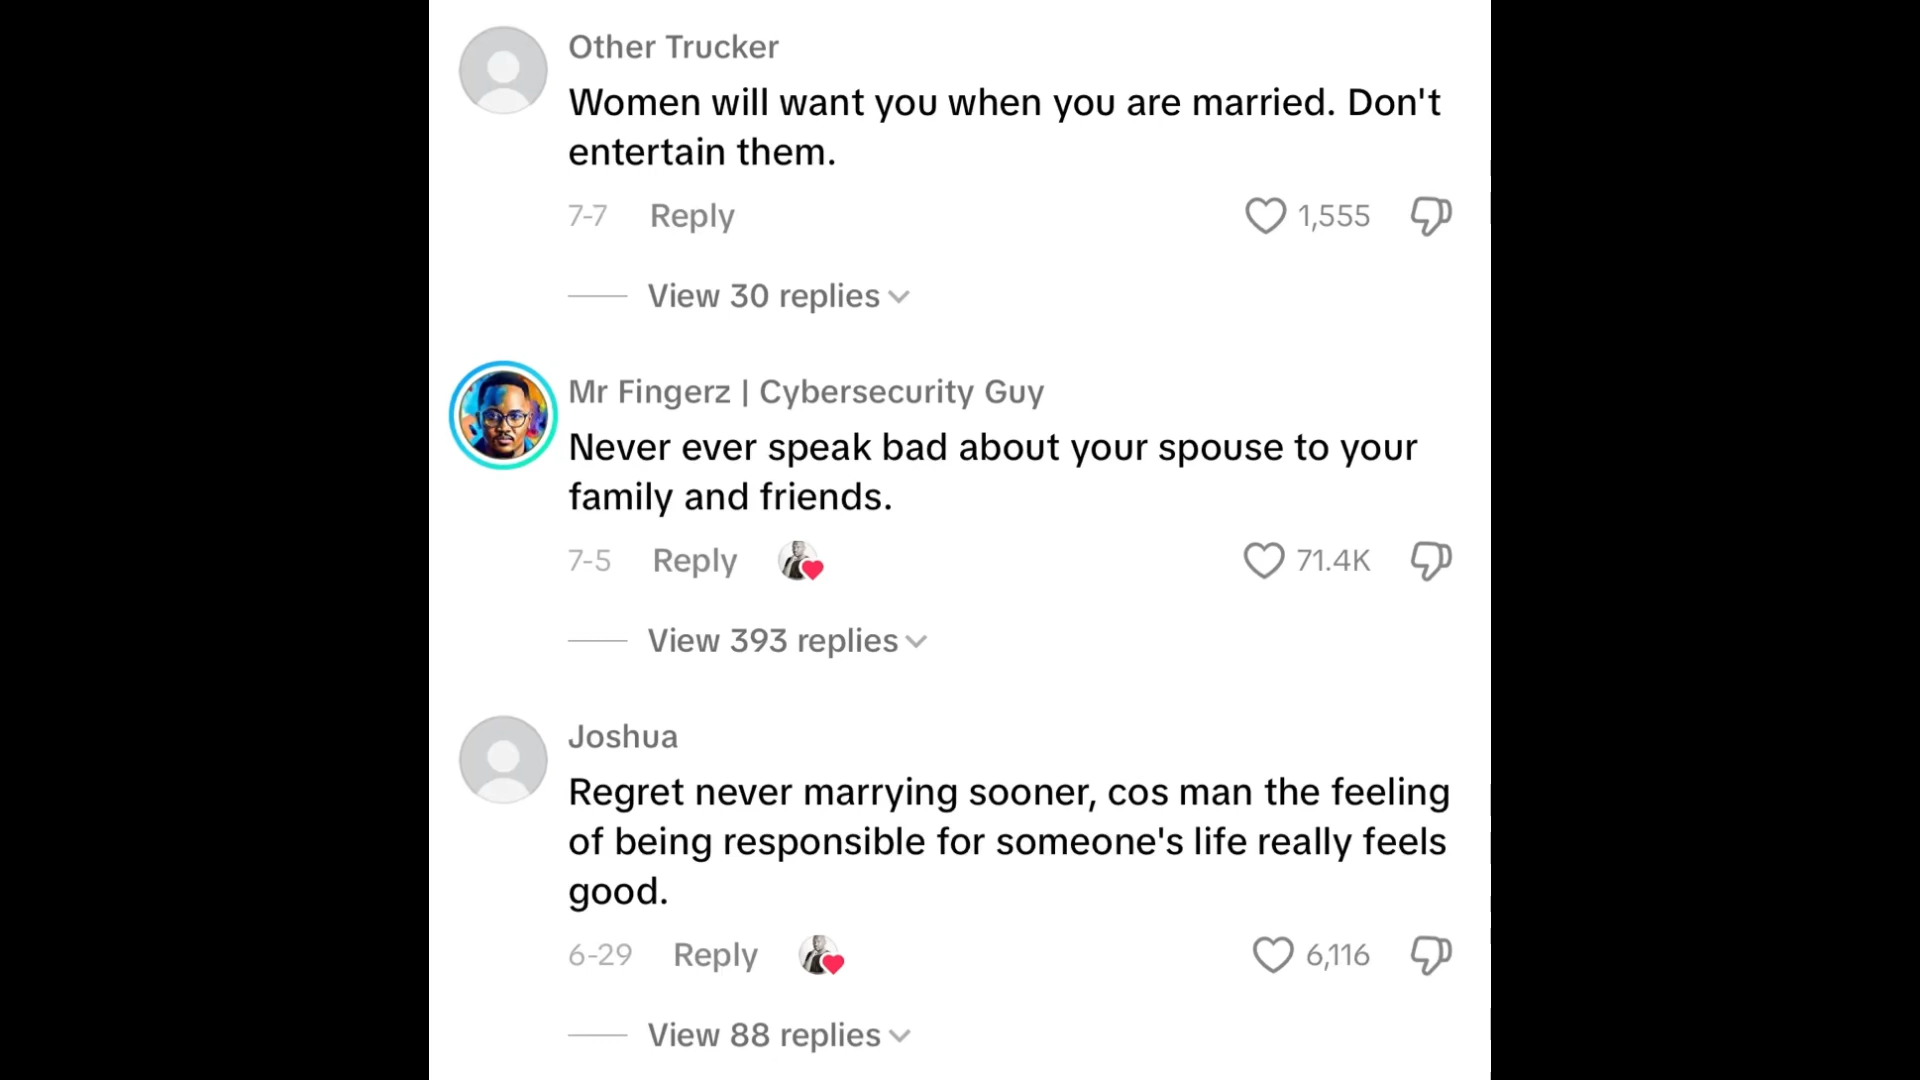 Other Trucker
Women will want you when you are married. Don't
entertain them.
7-7 Reply 1,555
View 30 replies
Mr Fingerz | Cybersecurity Guy
Never ever speak bad about your spouse to your
family and friends.
7-5 Reply 71.4K
View 393 replies
Joshua
Regret never marrying sooner, cos man the feeling
of being responsible for someone's life really feels
good.
6-29 Reply 6,116
View 88 replies